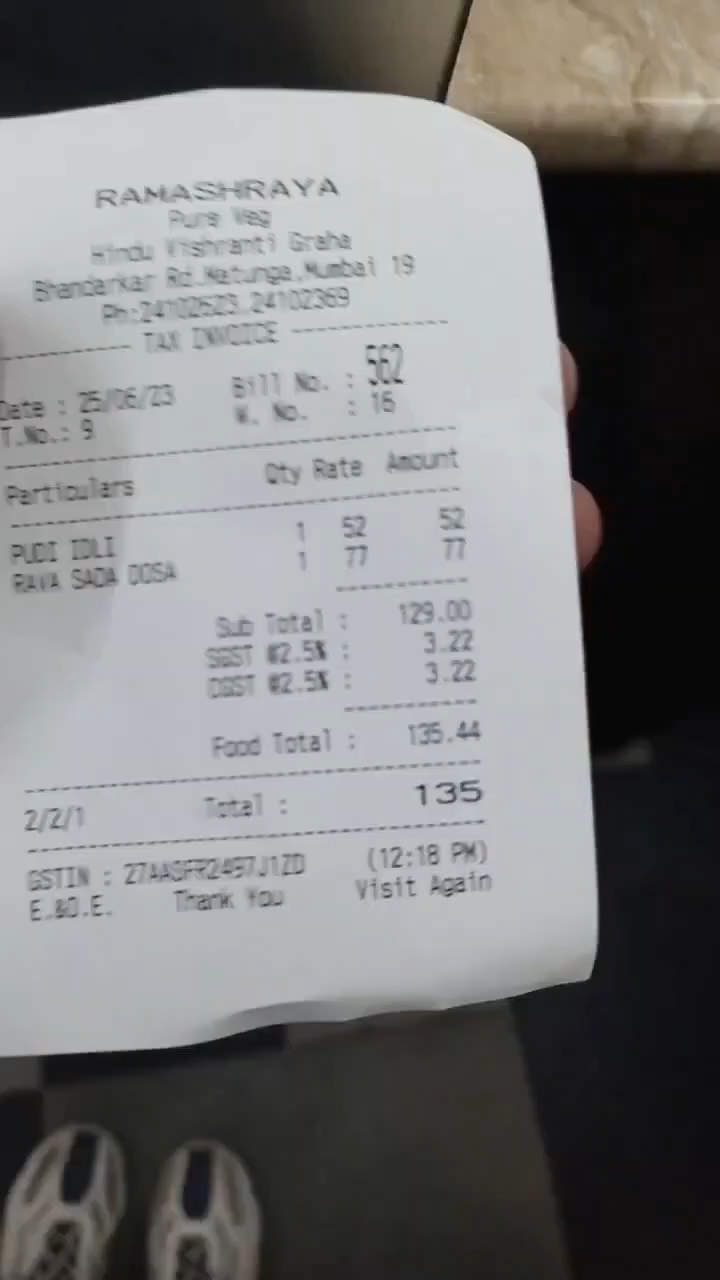 RAMASHRAYA
Pure Veg
Hindu Vishranti Graha
Bhandarkar Rd.Matunga,Mumbai 19
Ph:24102623,24102369
TAX INVOICE
Date : 25/06/23 Bill No. : 562
T.No.: 9 W. No. : 16
Particulars Qty Rate Amount
PUDI IDLI 1 52 52
RAVA SADA DOSA 1 77 77
Sub Total : 129.00
SGST @2.5% : 3.22
CGST @2.5% : 3.22
Food Total : 135.44
2/2/1 Total : 135
GSTIN : 27AASFR2497J1ZD (12:18 PM)
E.&O.E. Thank You Visit Again